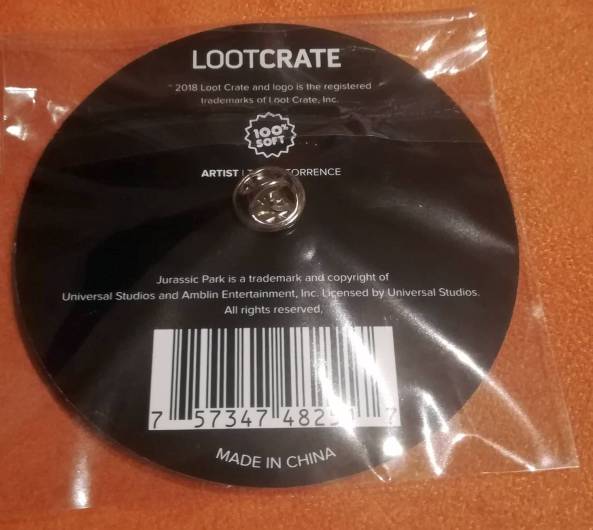 LOOTCRATE
™ 2018 Loot Crate and logo is the registered
trademarks of Loot Crate, Inc.
100%
SOFT
ARTIST | TORRENCE
Jurassic Park is a trademark and copyright of
Universal Studios and Amblin Entertainment, Inc. Licensed by Universal Studios.
All rights reserved.
7 57347 7
MADE IN CHINA